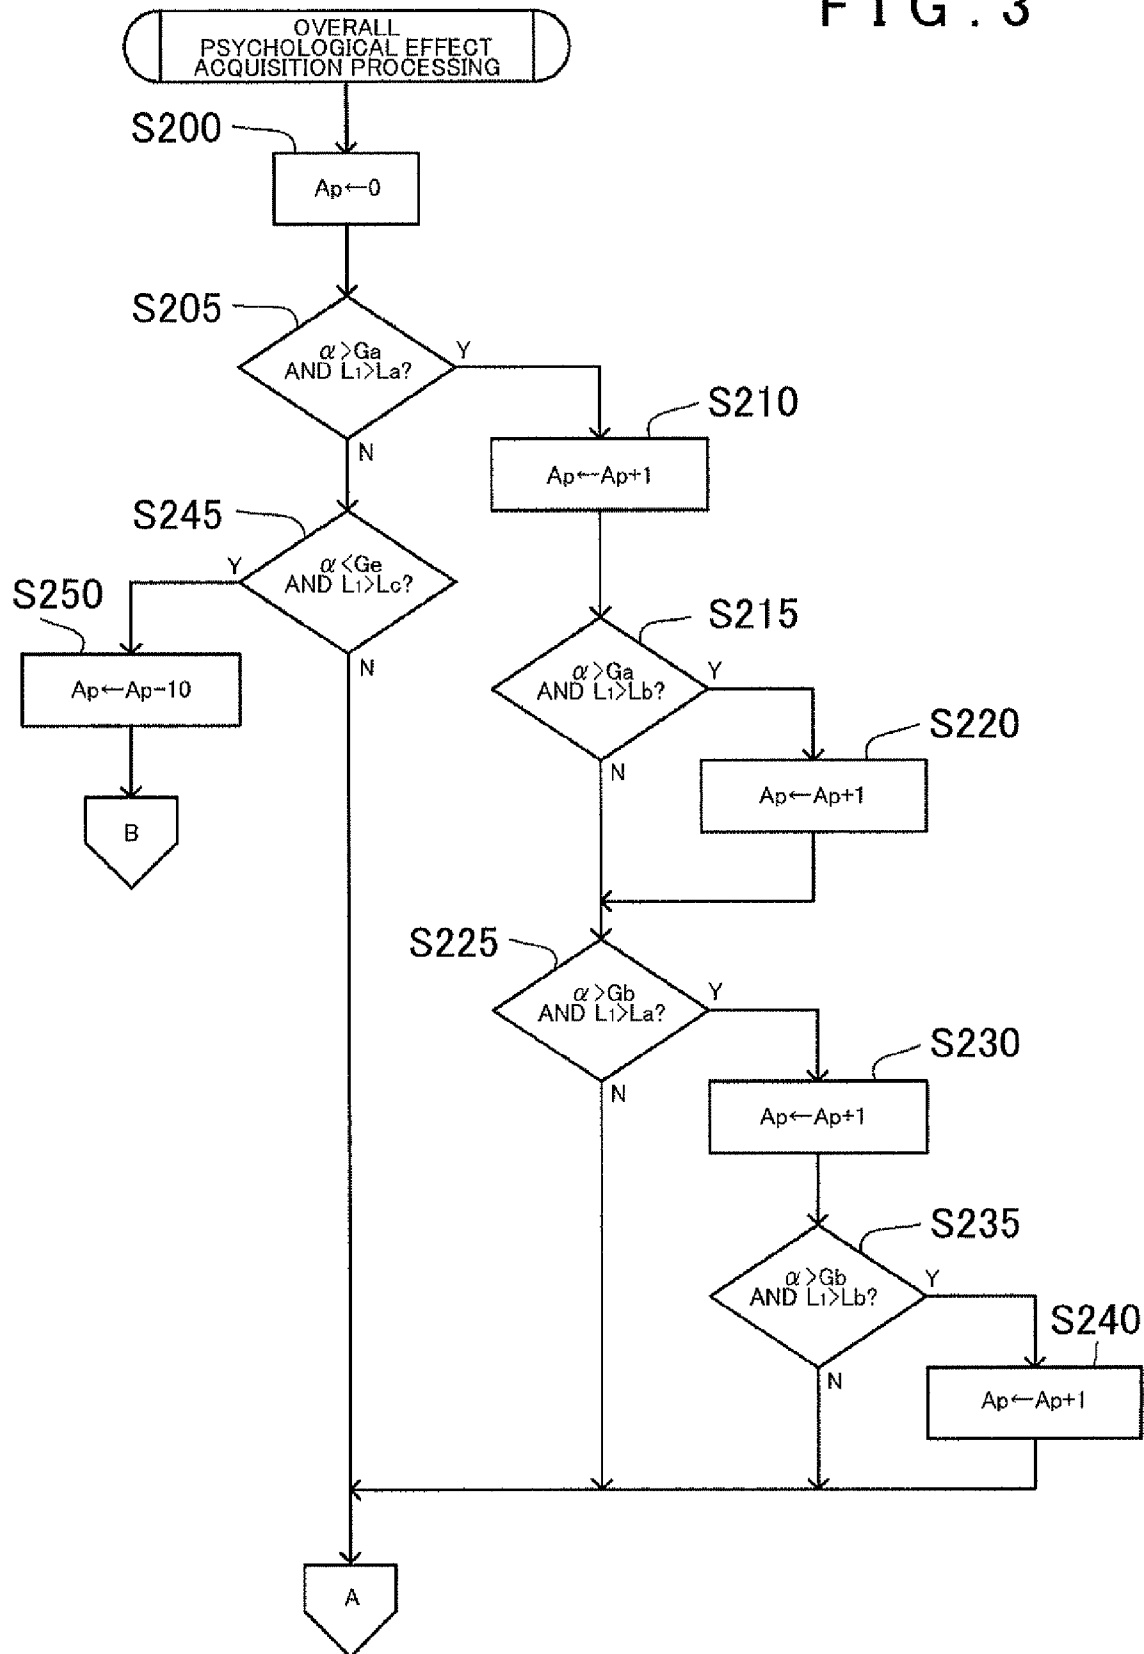 FIG.3
OVERALL
PSYCHOLOGICAL EFFECT
ACQUISITION PROCESSING
S200
Ap←0
S205
α>Ga
AND L1>La?
Y
N
S210
Ap←Ap+1
S245
α<Ge
AND L1>Lc?
Y
N
S250
Ap←Ap-10
B
S215
α>Ga
AND L1>Lb?
Y
N
S220
Ap←Ap+1
S225
α>Gb
AND L1>La?
Y
N
S230
Ap←Ap+1
S235
α>Gb
AND L1>Lb?
Y
N
S240
Ap←Ap+1
A